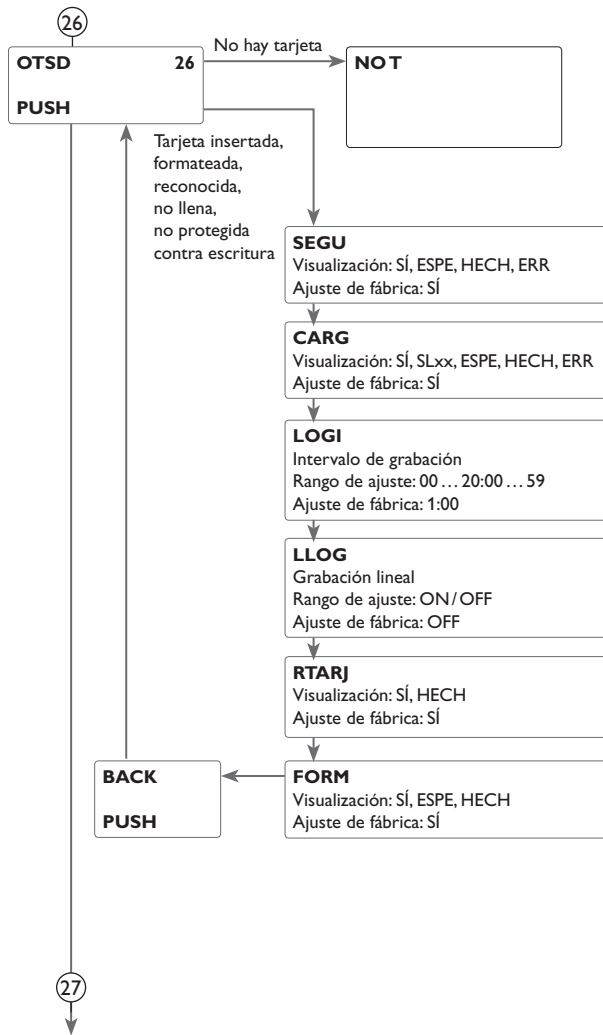 26
OTSD 26
PUSH
No hay tarjeta
NO T
Tarjeta insertada,
formateada,
reconocida,
no llena,
no protegida
contra escritura
SEGU
Visualización: SÍ, ESPE, HECH, ERR
Ajuste de fábrica: SÍ
CARG
Visualización: SÍ, SLxx, ESPE, HECH, ERR
Ajuste de fábrica: SÍ
LOGI
Intervalo de grabación
Rango de ajuste: 00 … 20:00 … 59
Ajuste de fábrica: 1:00
LLOG
Grabación lineal
Rango de ajuste: ON / OFF
Ajuste de fábrica: OFF
RTARJ
Visualización: SÍ, HECH
Ajuste de fábrica: SÍ
FORM
Visualización: SÍ, ESPE, HECH
Ajuste de fábrica: SÍ
BACK
PUSH
27